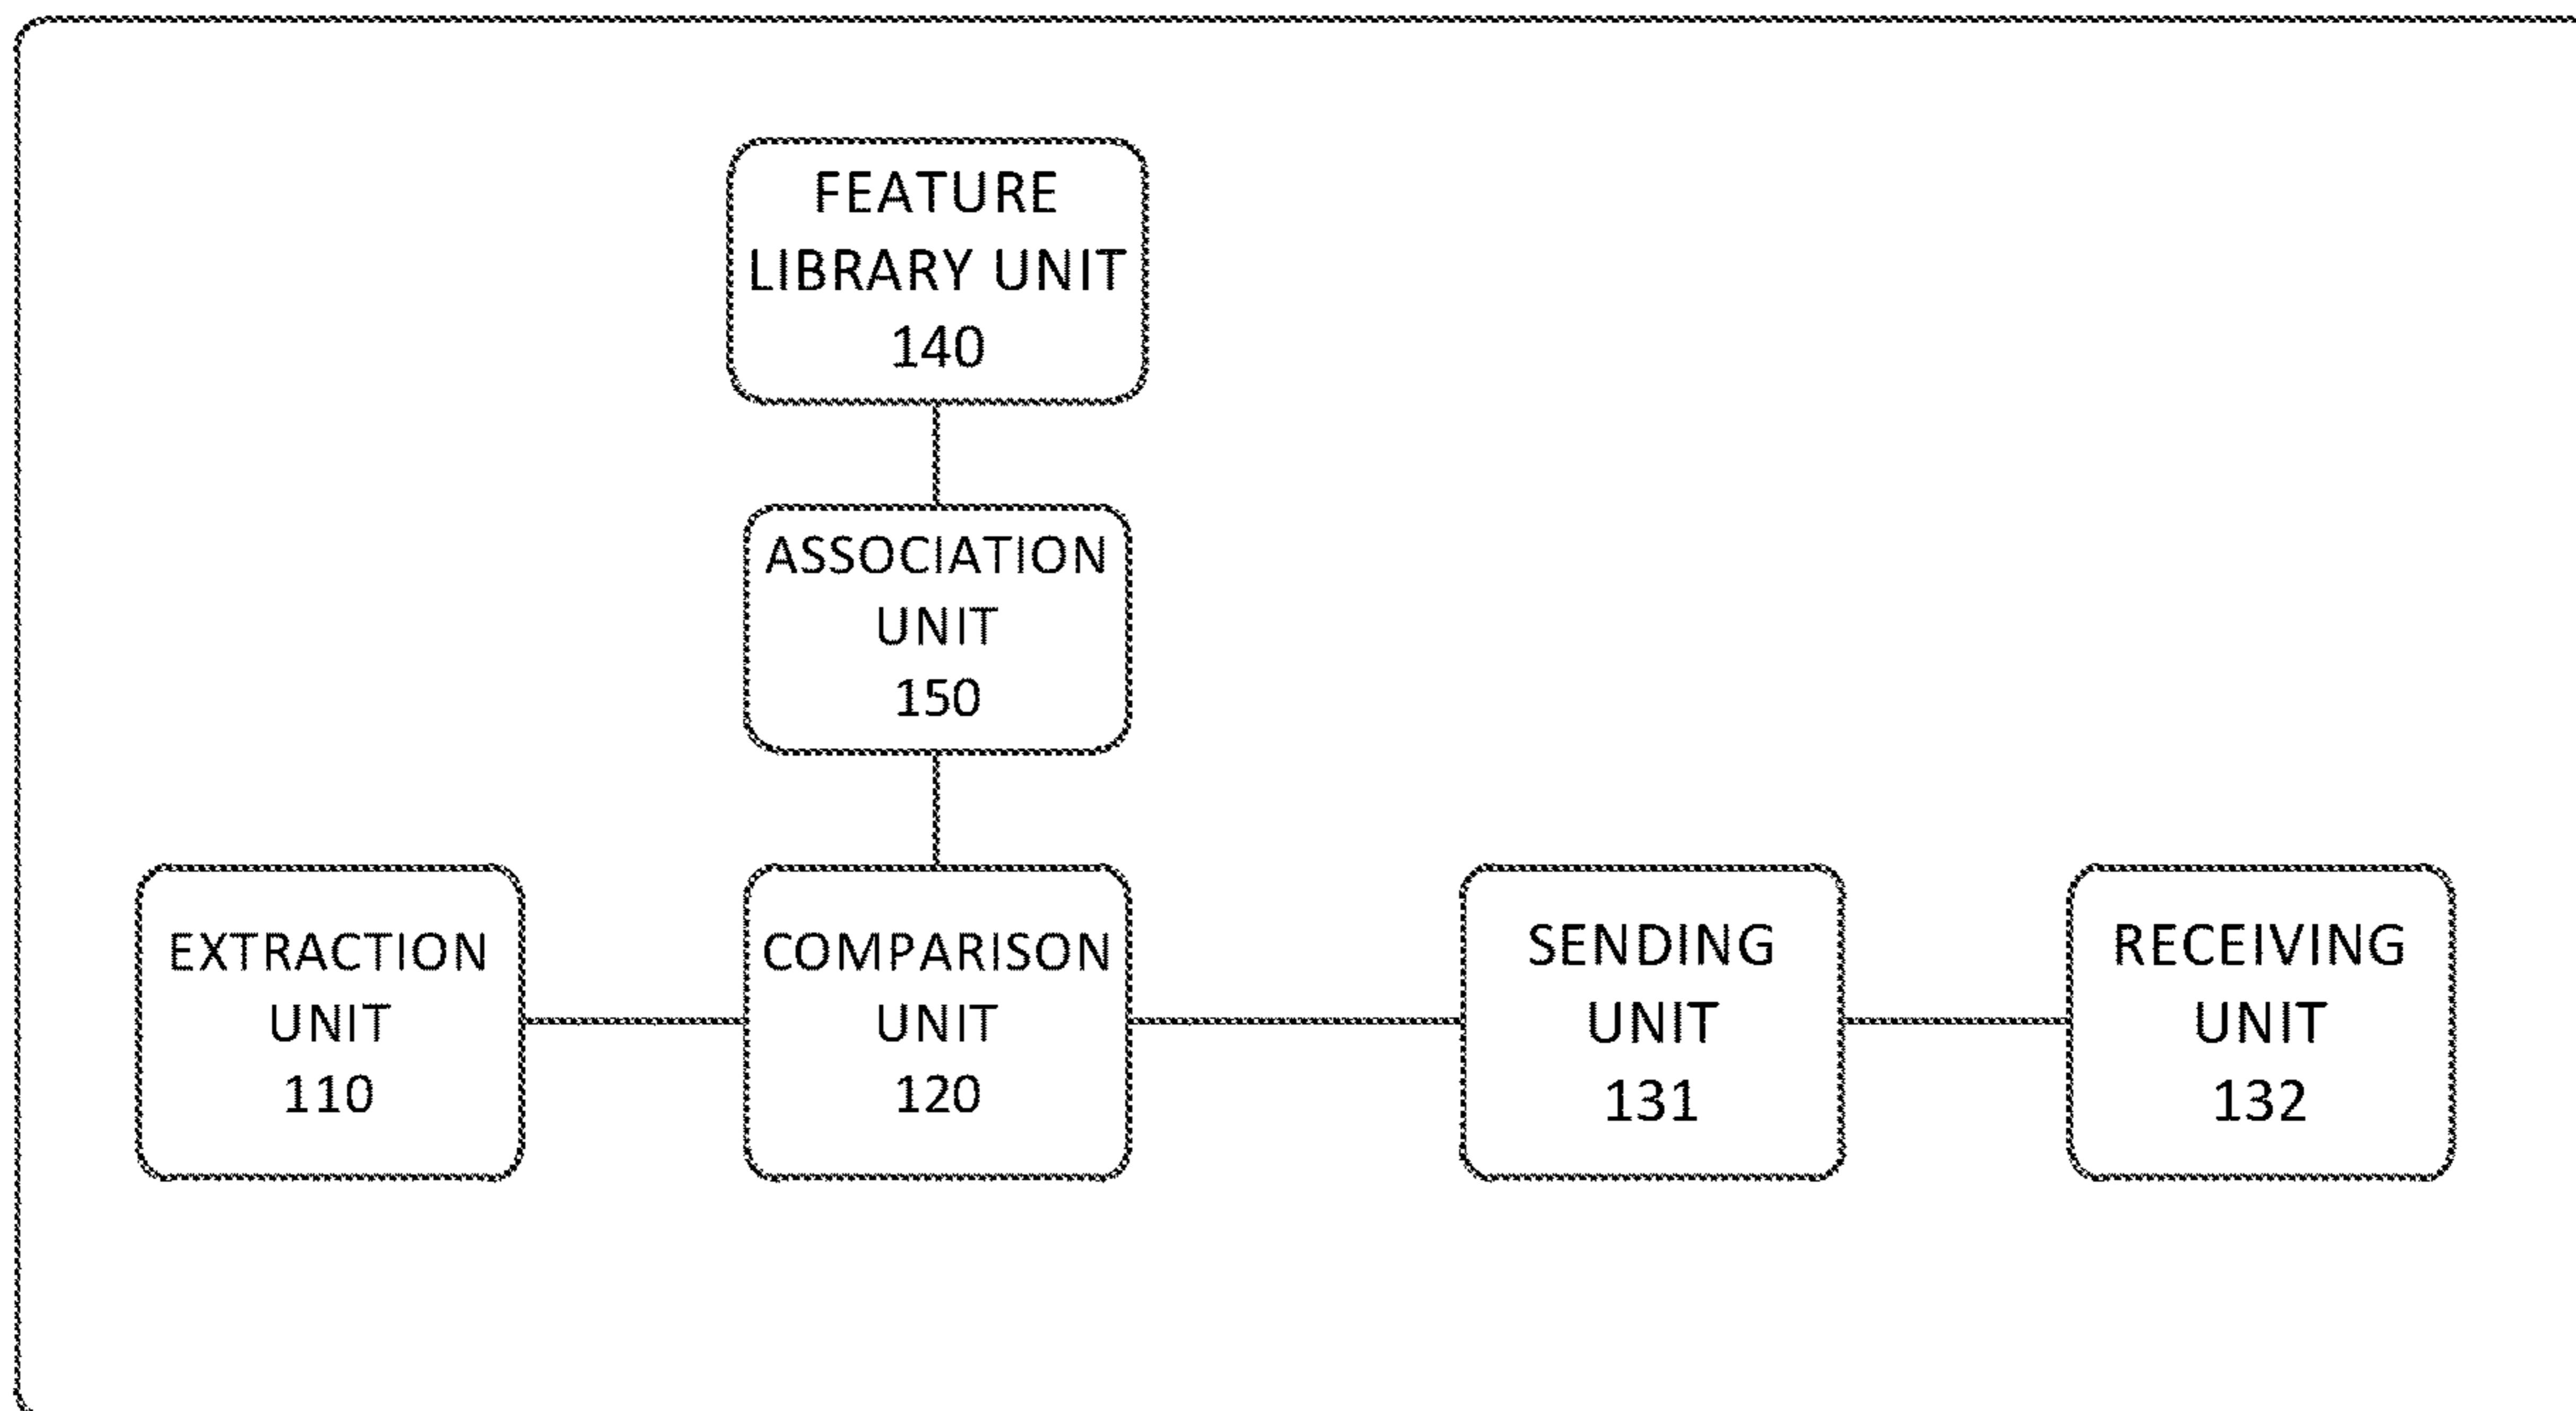 FEATURE
LIBRARY UNIT
140
ASSOCIATION
UNIT
150
EXTRACTION
UNIT
110
COMPARISON
UNIT
120
SENDING
UNIT
131
RECEIVING
UNIT
132